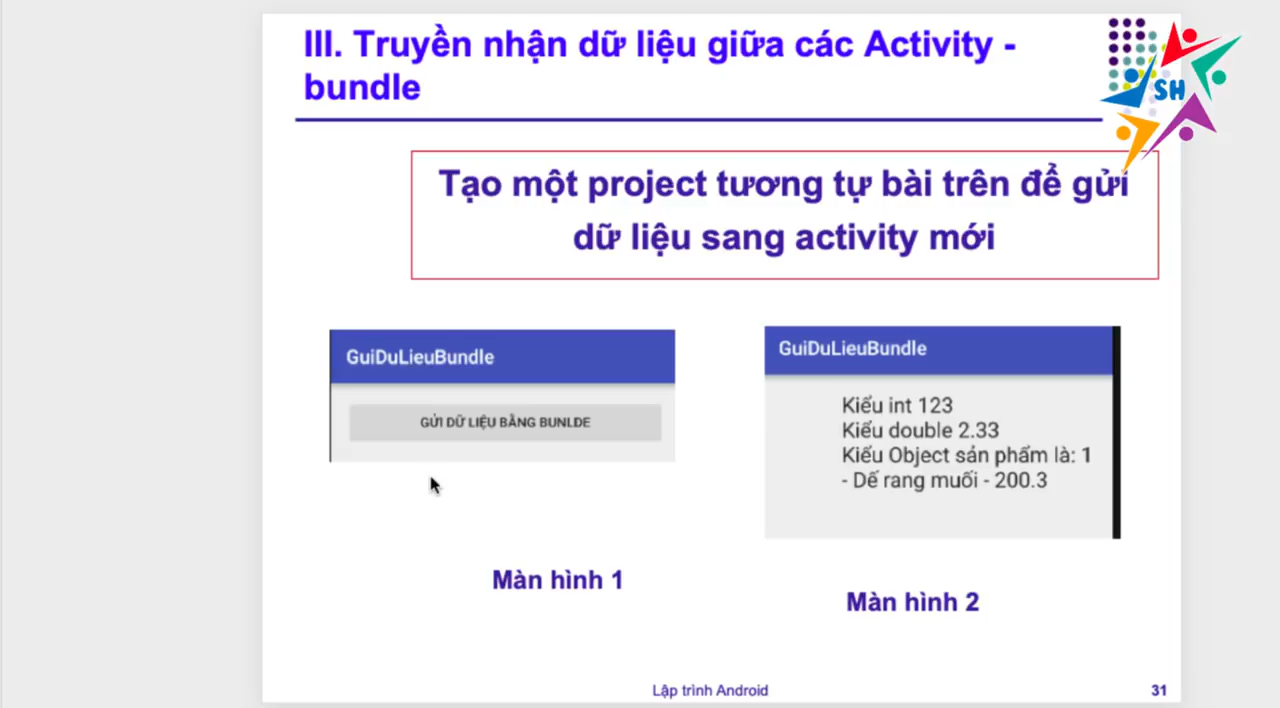 III. Truyền nhận dữ liệu giữa các Activity -
bundle
SH
Tạo một project tương tự bài trên để gửi
dữ liệu sang activity mới
GuiDuLieuBundle
GỬI DỮ LIỆU BẰNG BUNLDE
GuiDuLieuBundle
Kiểu int 123
Kiểu double 2.33
Kiểu Object sản phẩm là: 1
- Dế rang muối - 200.3
Màn hình 1
Màn hình 2
Lập trình Android
31